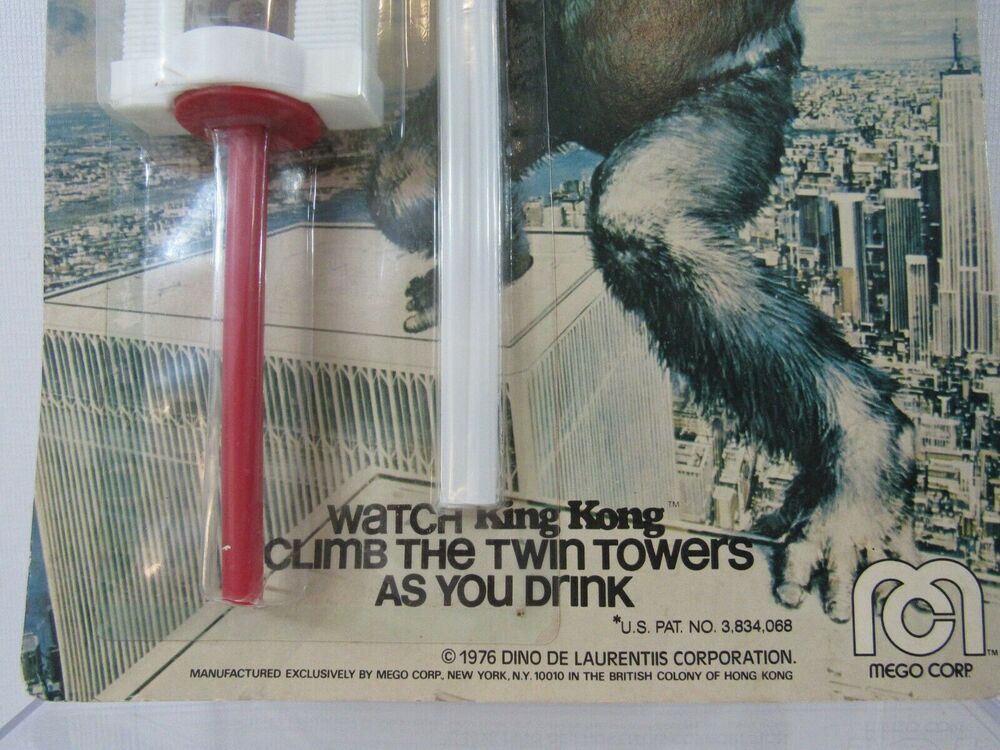 WATCH King Kong™
CLIMB THE TWIN TOWERS
AS YOU DRINK
*U.S. PAT. NO. 3,834,068
© 1976 DINO DE LAURENTIIS CORPORATION.
MANUFACTURED EXCLUSIVELY BY MEGO CORP., NEW YORK, N.Y. 10010 IN THE BRITISH COLONY OF HONG KONG
MC™
MEGO CORP.